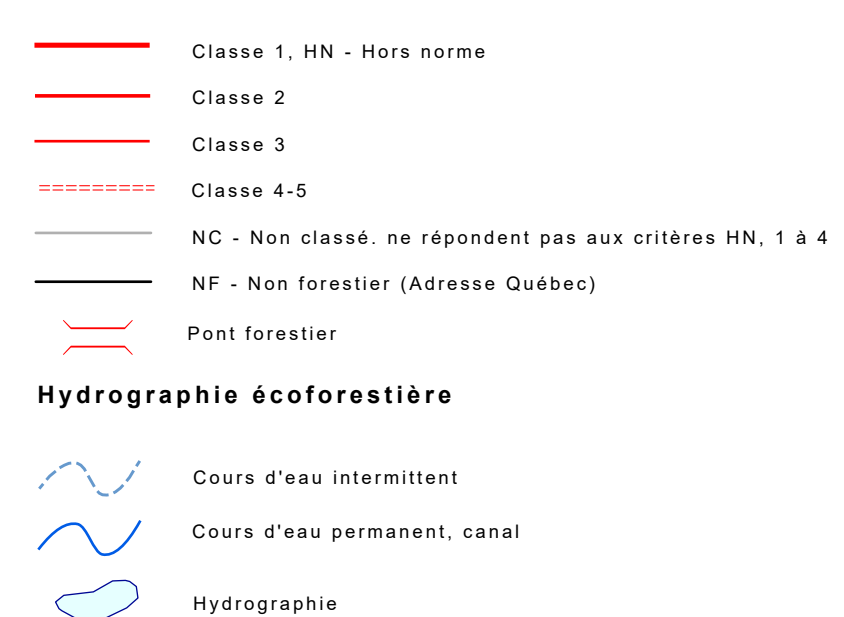 Classe 1, HN - Hors norme
Classe 2
Classe 3
Classe 4-5
NC - Non classé. ne répondent pas aux critères HN, 1 à 4
NF - Non forestier (Adresse Québec)
Pont forestier
Hydrographie écoforestière
Cours d'eau intermittent
Cours d'eau permanent, canal
Hydrographie